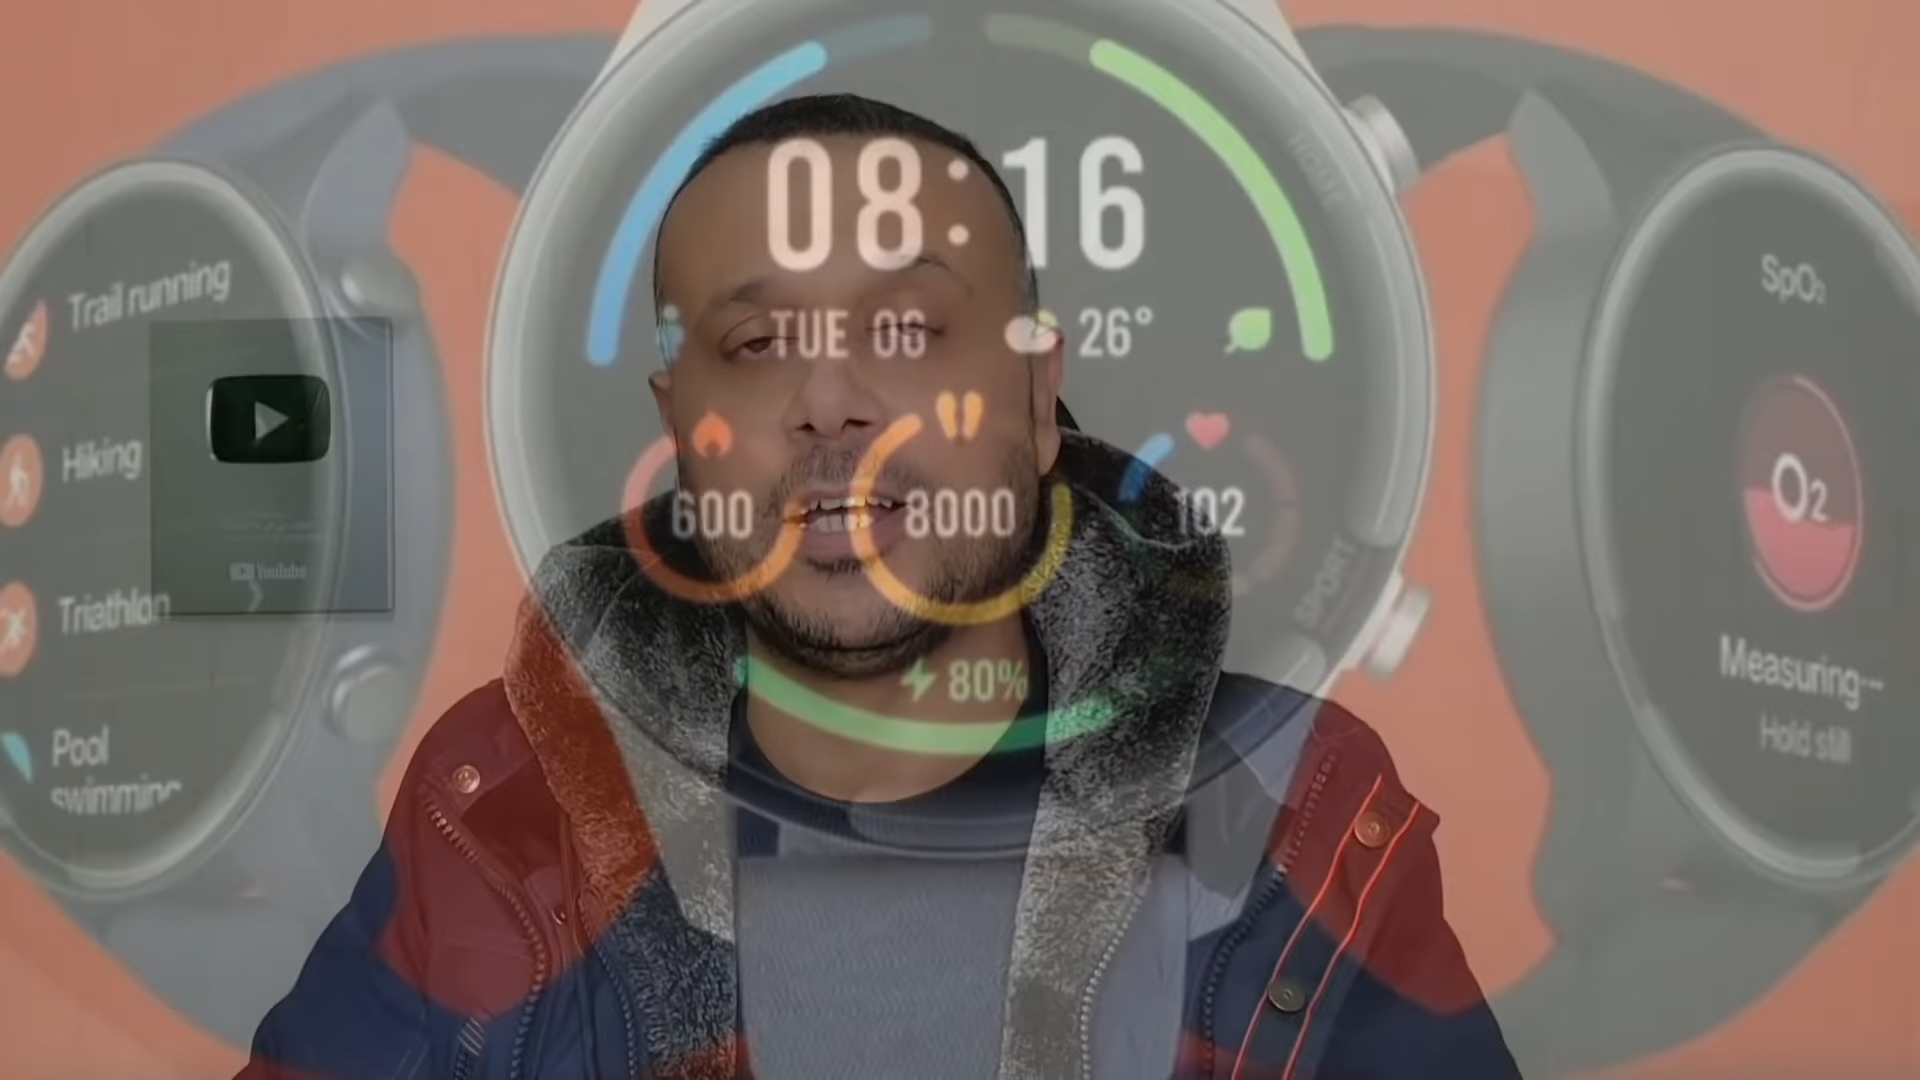 08:16
TUE 06
26°
600
8000
102
80%
SPORT
Trail running
Hiking
Triathlon
Pool
swimming
YouTube
SpO₂
O₂
Measuring···
Hold still